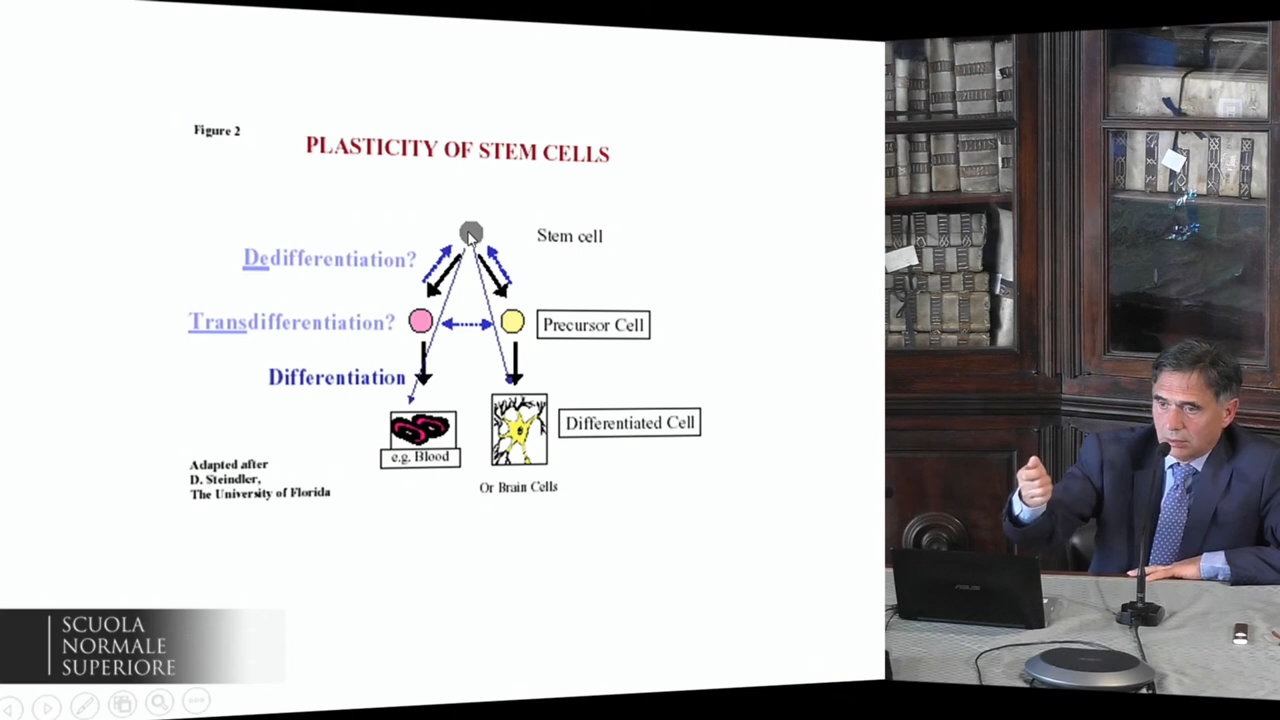 Figure 2
PLASTICITY OF STEM CELLS
Stem cell
Dedifferentiation?
Transdifferentiation?
Precursor Cell
Differentiation
Differentiated Cell
e.g. Blood
Adapted after
D. Steindler,
The University of Florida
Or Brain Cells
SCUOLA
NORMALE
SUPERIORE
ASUS